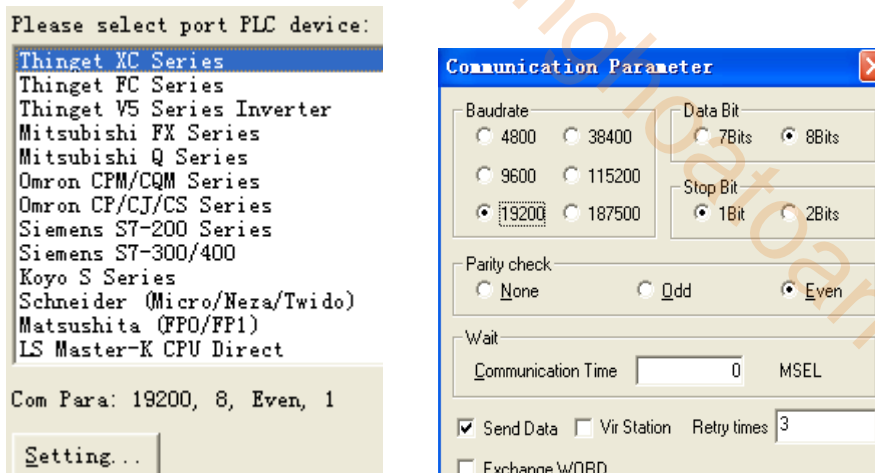 Please select port PLC device:
Thinget XC Series
Thinget FC Series
Thinget V5 Series Inverter
Mitsubishi FX Series
Mitsubishi Q Series
Omron CPM/CQM Series
Omron CP/CJ/CS Series
Siemens S7-200 Series
Siemens S7-300/400
Koyo S Series
Schneider (Micro/Neza/Twido)
Matsushita (FP0/FP1)
LS Master-K CPU Direct
Com Para: 19200, 8, Even, 1
Setting...
Communication Parameter
Baudrate
4800 38400
9600 115200
19200 187500
Data Bit
7Bits 8Bits
Stop Bit
1Bit 2Bits
Parity check
None Odd Even
Wait
Communication Time 0 MSEL
Send Data Vir Station Retry times 3
Exchange WORD